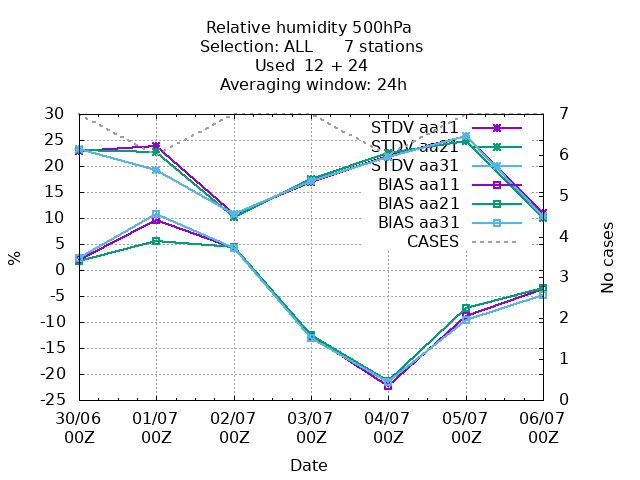 Relative humidity 500hPa
Selection: ALL 7 stations
Used 12 + 24
Averaging window: 24h
30
25
20
15
10
5
0
-5
-10
-15
-20
-25
%
7
6
5
4
3
2
1
0
No cases
STDV aa11
STDV aa21
STDV aa31
BIAS aa11
BIAS aa21
BIAS aa31
CASES
30/06 01/07 02/07 03/07 04/07 05/07 06/07
00Z 00Z 00Z 00Z 00Z 00Z 00Z
Date